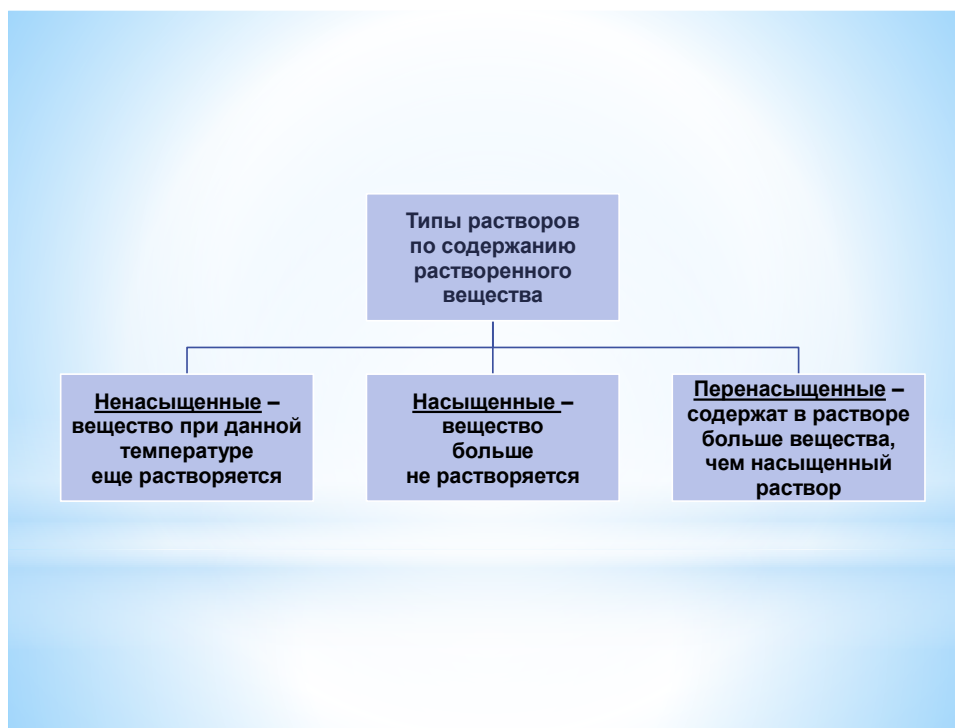 Типы растворов
по содержанию
растворенного
вещества
Ненасыщенные –
вещество при данной
температуре
еще растворяется
Насыщенные –
вещество
больше
не растворяется
Перенасыщенные –
содержат в растворе
больше вещества,
чем насыщенный
раствор